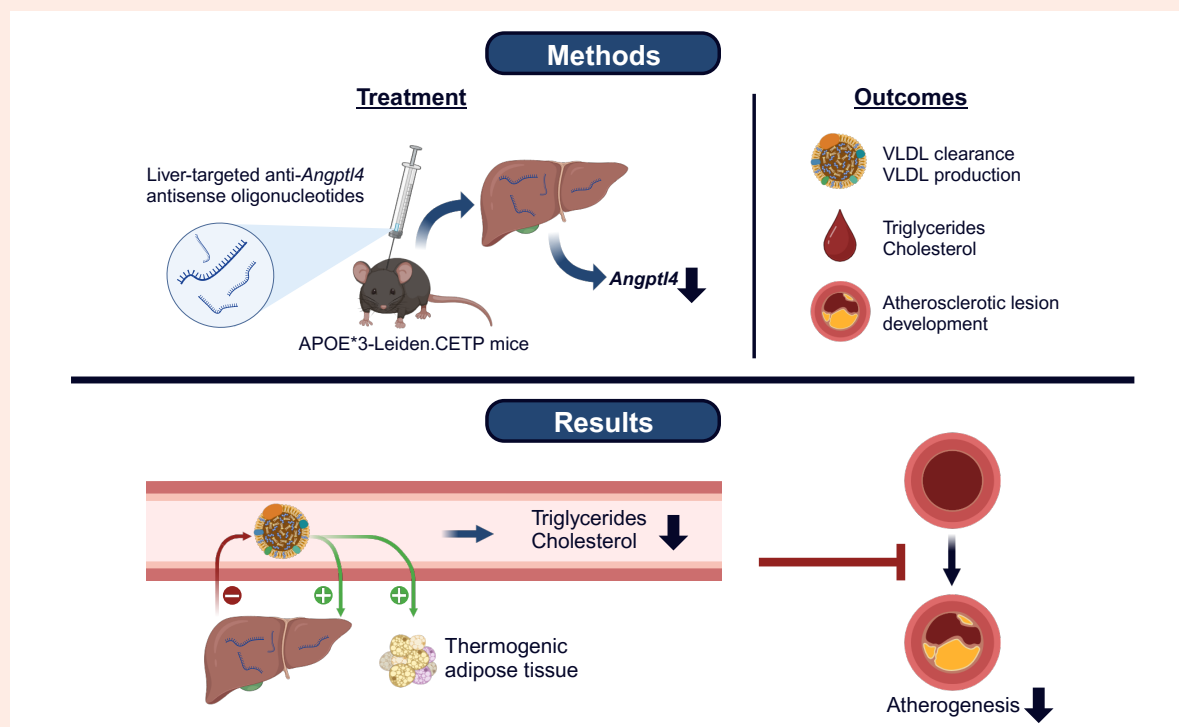 Methods
Treatment
Liver-targeted anti-Angptl4
antisense oligonucleotides
Angptl4
APOE*3-Leiden.CETP mice
Outcomes
VLDL clearance
VLDL production
Triglycerides
Cholesterol
Atherosclerotic lesion
development
Results
Triglycerides
Cholesterol
Thermogenic
adipose tissue
Atherogenesis